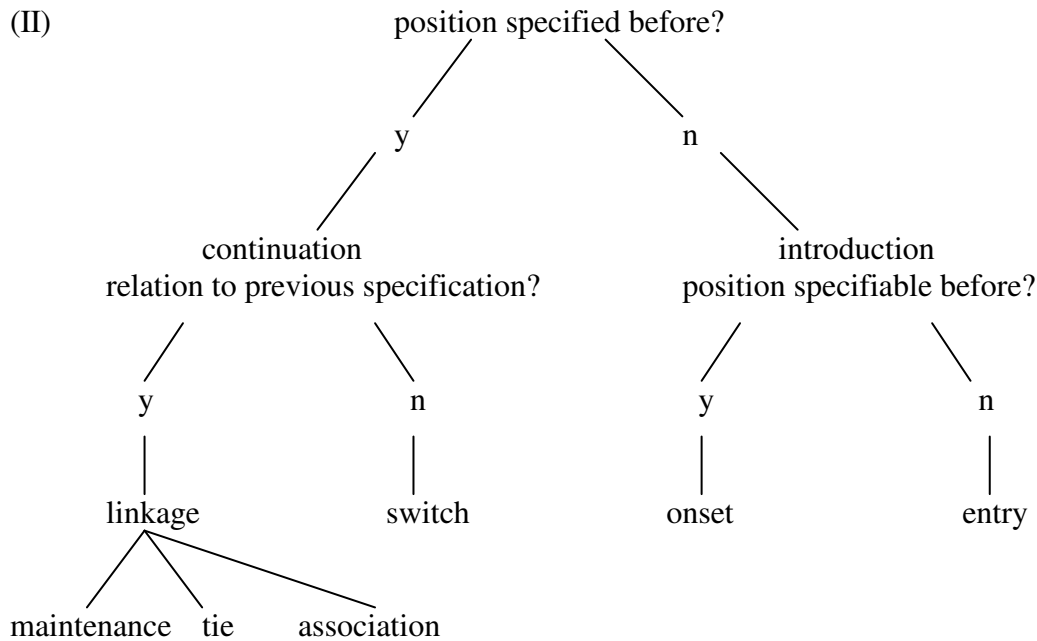 (II) position specified before?
y n
continuation introduction
relation to previous specification? position specifiable before?
y n y n
linkage switch onset entry
maintenance tie association